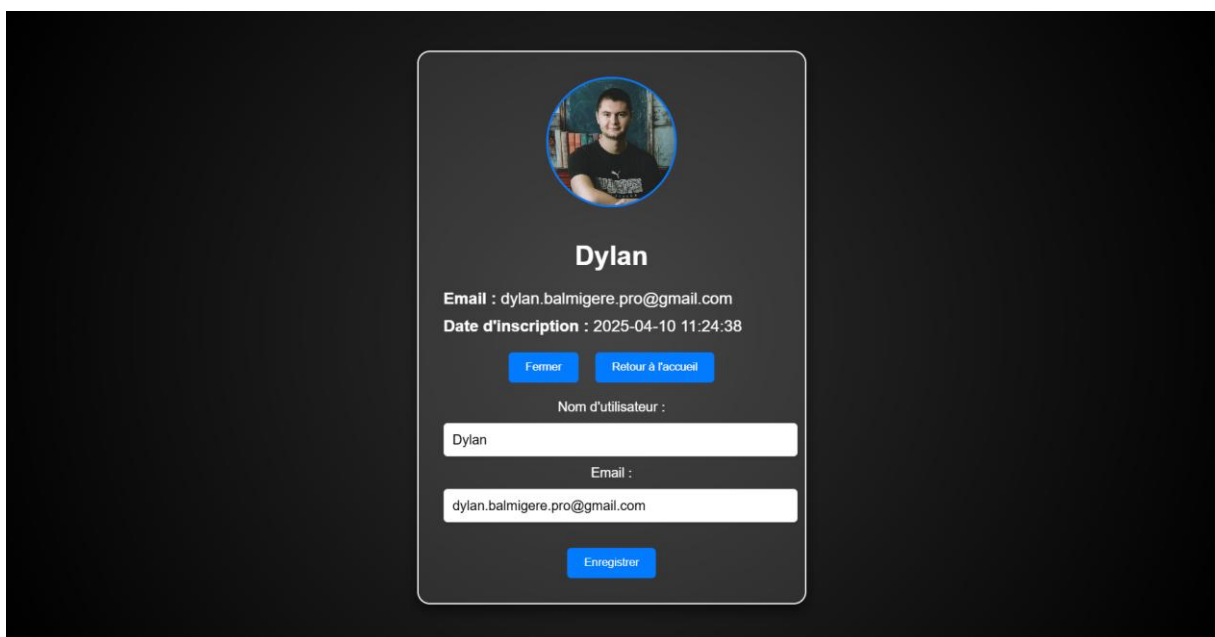 Dylan
Email : dylan.balmigere.pro@gmail.com
Date d'inscription : 2025-04-10 11:24:38
Fermer Retour à l'accueil
Nom d'utilisateur :
Dylan
Email :
dylan.balmigere.pro@gmail.com
Enregistrer